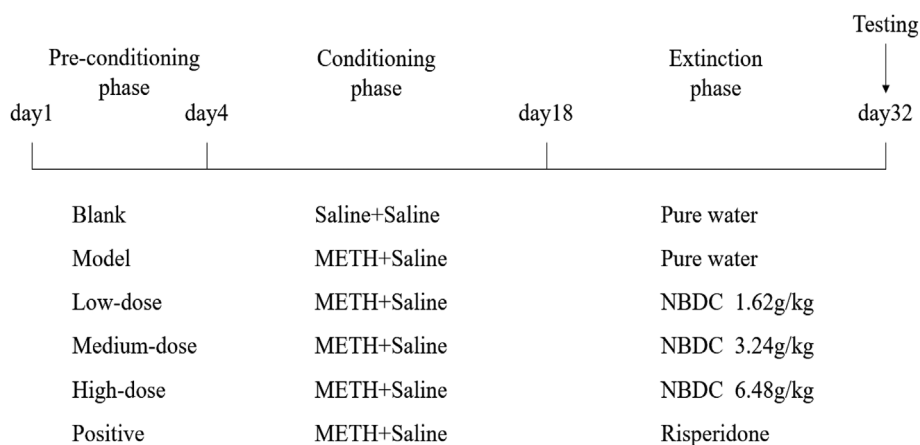 Testing
Pre-conditioning phase
Conditioning phase
Extinction phase
day1
day4
day18
day32
Blank
Saline+Saline
Pure water
Model
METH+Saline
Pure water
Low-dose
METH+Saline
NBDC 1.62g/kg
Medium-dose
METH+Saline
NBDC 3.24g/kg
High-dose
METH+Saline
NBDC 6.48g/kg
Positive
METH+Saline
Risperidone